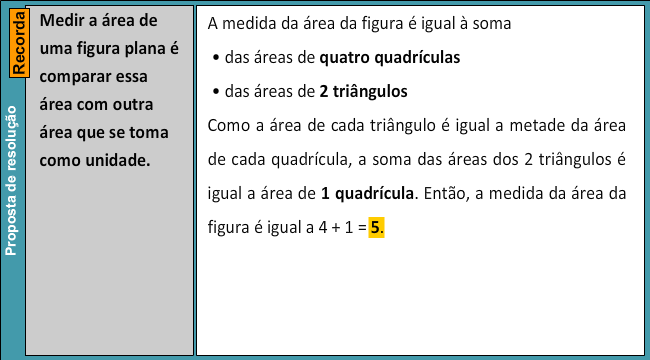 Recorda
Proposta de resolução
Medir a área de
uma figura plana é
comparar essa
área com outra
área que se toma
como unidade.
A medida da área da figura é igual à soma
• das áreas de quatro quadrículas
• das áreas de 2 triângulos
Como a área de cada triângulo é igual a metade da área
de cada quadrícula, a soma das áreas dos 2 triângulos é
igual a área de 1 quadrícula. Então, a medida da área da
figura é igual a 4 + 1 = 5.